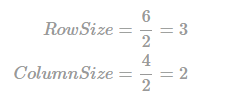 RowSize = 6/2 = 3
ColumnSize = 4/2 = 2